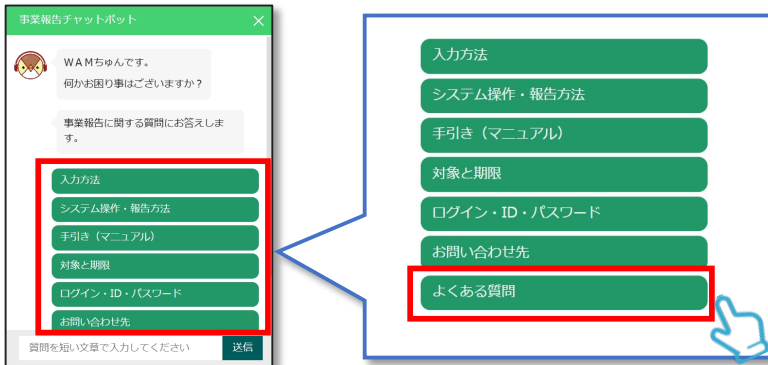 事業報告チャットボット
WAMちゅんです。
何かお困り事はございますか？
事業報告に関する質問にお答えしま
す。
入力方法
システム操作・報告方法
手引き（マニュアル）
対象と期限
ログイン・ID・パスワード
お問い合わせ先
質問を短い文章で入力してください
送信
入力方法
システム操作・報告方法
手引き（マニュアル）
対象と期限
ログイン・ID・パスワード
お問い合わせ先
よくある質問